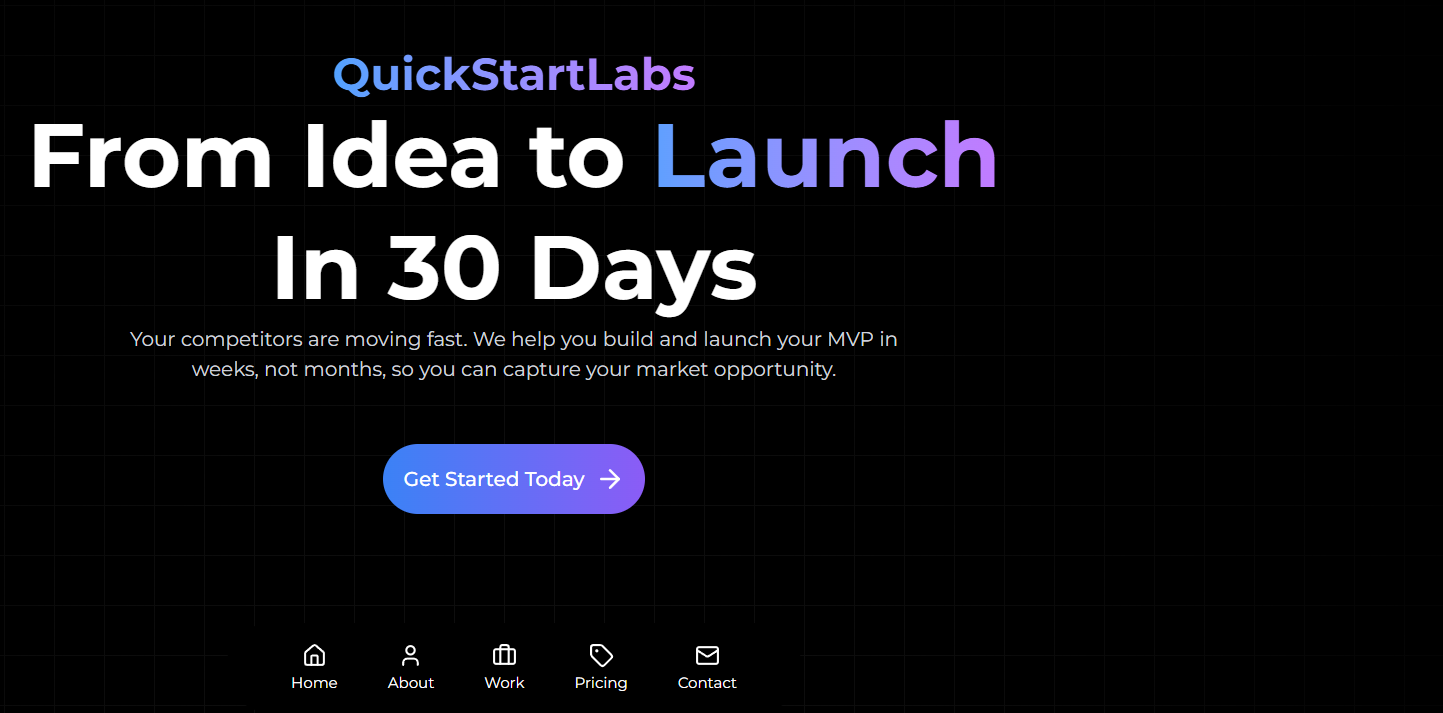 QuickStartLabs
From Idea to Launch
In 30 Days
Your competitors are moving fast. We help you build and launch your MVP in
weeks, not months, so you can capture your market opportunity.
Get Started Today
Home About Work Pricing Contact